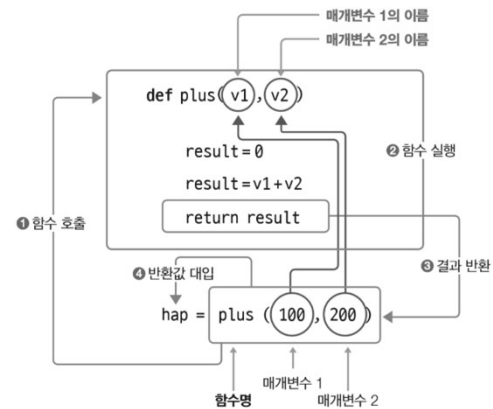 매개변수 1의 이름
매개변수 2의 이름
def plus(v1,v2)
result=0
❷ 함수 실행
result=v1+v2
return result
❶ 함수 호출
❸ 결과 반환
❹ 반환값 대입
hap = plus (100,200)
매개변수 1
함수명
매개변수 2